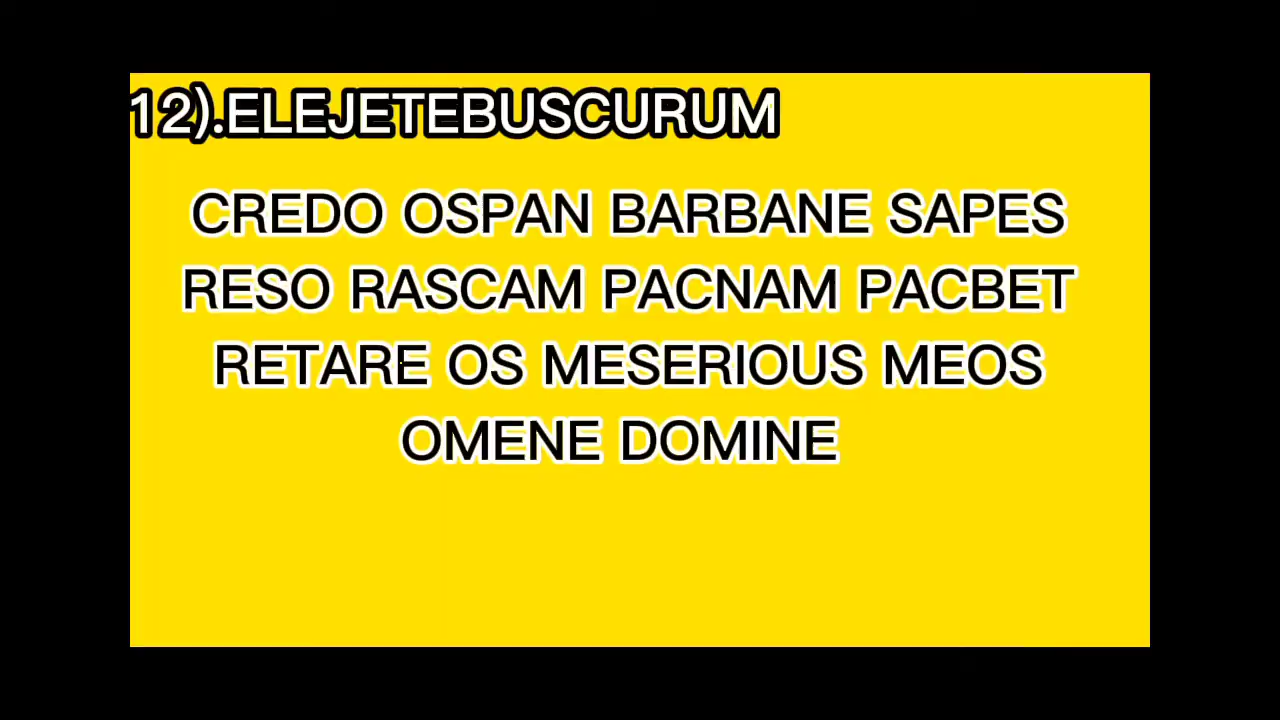 12).ELEJETEBUSCURUM
CREDO OSPAN BARBANE SAPES
RESO RASCAM PACNAM PACBET
RETARE OS MESERIOUS MEOS
OMENE DOMINE